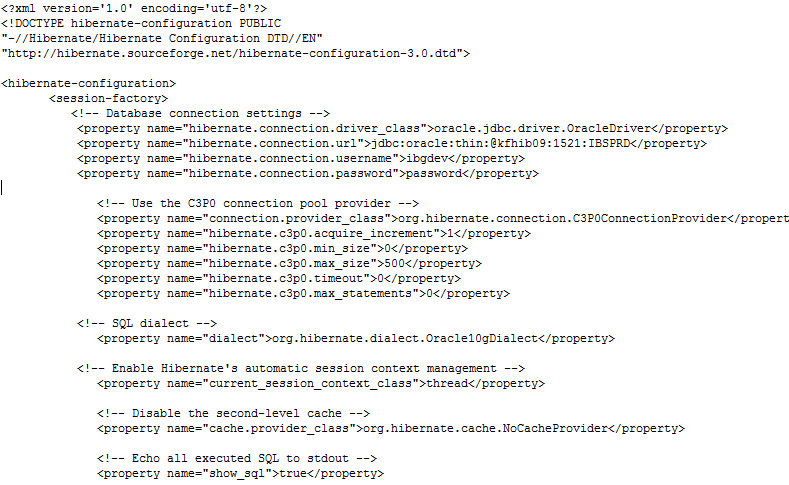 <?xml version='1.0' encoding='utf-8'?>
<!DOCTYPE hibernate-configuration PUBLIC
"-//Hibernate/Hibernate Configuration DTD//EN"
"http://hibernate.sourceforge.net/hibernate-configuration-3.0.dtd">
<hibernate-configuration>
<session-factory>
<!-- Database connection settings -->
<property name="hibernate.connection.driver_class">oracle.jdbc.driver.OracleDriver</property>
<property name="hibernate.connection.url">jdbc:oracle:thin:@kfhib09:1521:IBSPRD</property>
<property name="hibernate.connection.username">ibgdev</property>
<property name="hibernate.connection.password">password</property>
<!-- Use the C3P0 connection pool provider -->
<property name="connection.provider_class">org.hibernate.connection.C3P0ConnectionProvider</propert
<property name="hibernate.c3p0.acquire_increment">1</property>
<property name="hibernate.c3p0.min_size">0</property>
<property name="hibernate.c3p0.max_size">500</property>
<property name="hibernate.c3p0.timeout">0</property>
<property name="hibernate.c3p0.max_statements">0</property>
<!-- SQL dialect -->
<property name="dialect">org.hibernate.dialect.Oracle10gDialect</property>
<!-- Enable Hibernate's automatic session context management -->
<property name="current_session_context_class">thread</property>
<!-- Disable the second-level cache -->
<property name="cache.provider_class">org.hibernate.cache.NoCacheProvider</property>
<!-- Echo all executed SQL to stdout -->
<property name="show_sql">true</property>